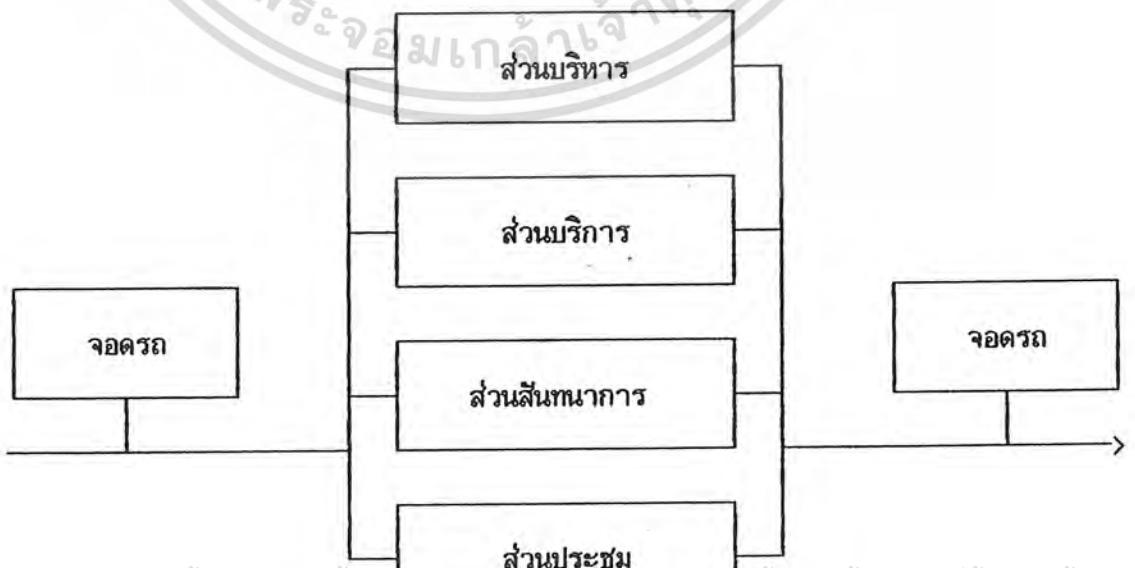 ส่วนบริหาร
ส่วนบริการ
จอดรถ
จอดรถ
ส่วนสันทนาการ
ส่วนประชุม